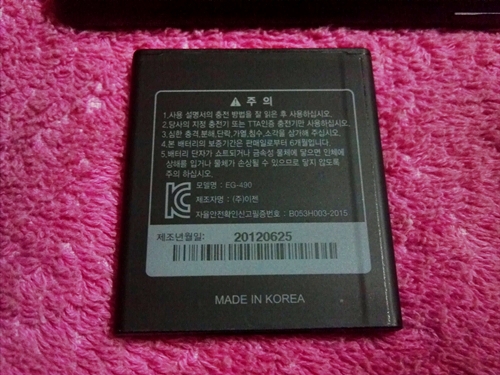 ⚠ 주 의
1.사용 설명서의 충전 방법을 잘 읽은 후 사용하십시오.
2.당사의 지정 충전기 또는 TTA인증 충전기만 사용하십시오.
3.심한 충격,분해,단락,가열,침수,소각을 삼가해 주십시오.
4.본 배터리의 보증기간은 판매일로부터 6개월입니다.
5.배터리 단자가 쇼트되거나 금속성 물체에 닿으면 인체에
상해를 입거나 물체가 손상될 수 있으므로 닿지 않도록
주의 하십시오.
모델명 : EG-490
제조자명 : (주)이젠
자율안전확인신고필증번호 : B053H003-2015
제조년월일: 20120625
MADE IN KOREA